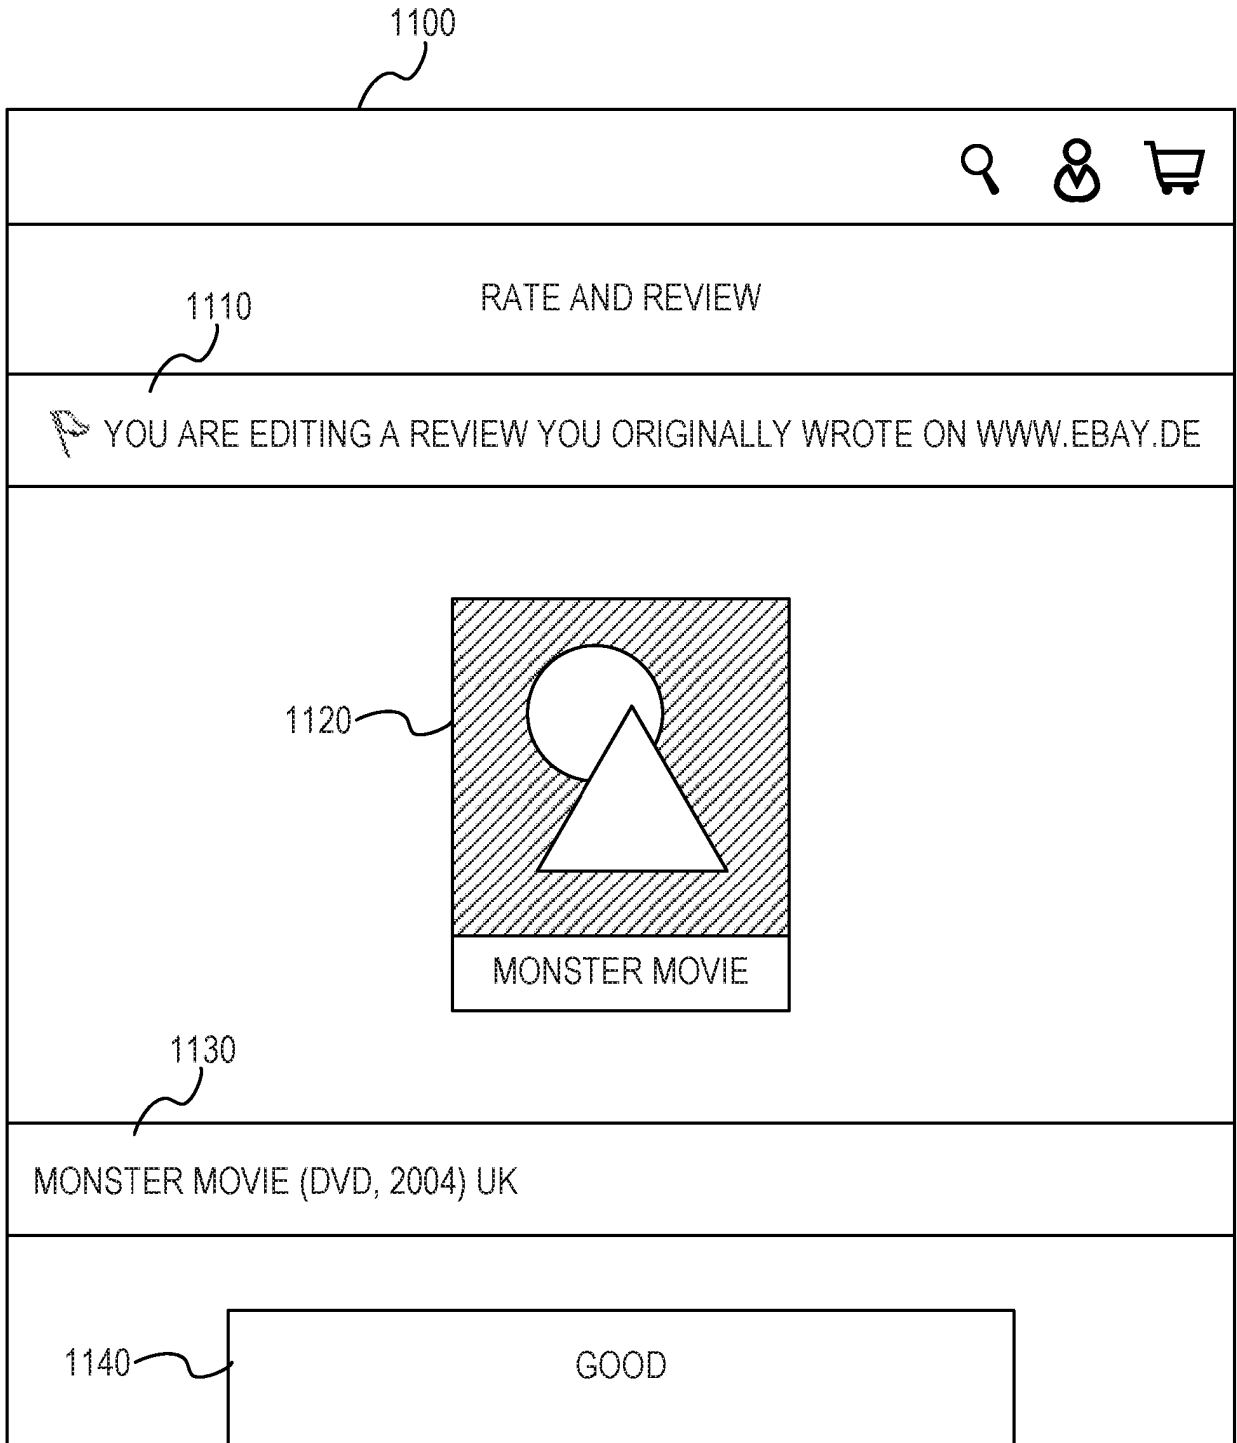 1100
RATE AND REVIEW
1110
YOU ARE EDITING A REVIEW YOU ORIGINALLY WROTE ON WWW.EBAY.DE
1120
MONSTER MOVIE
1130
MONSTER MOVIE (DVD, 2004) UK
1140
GOOD